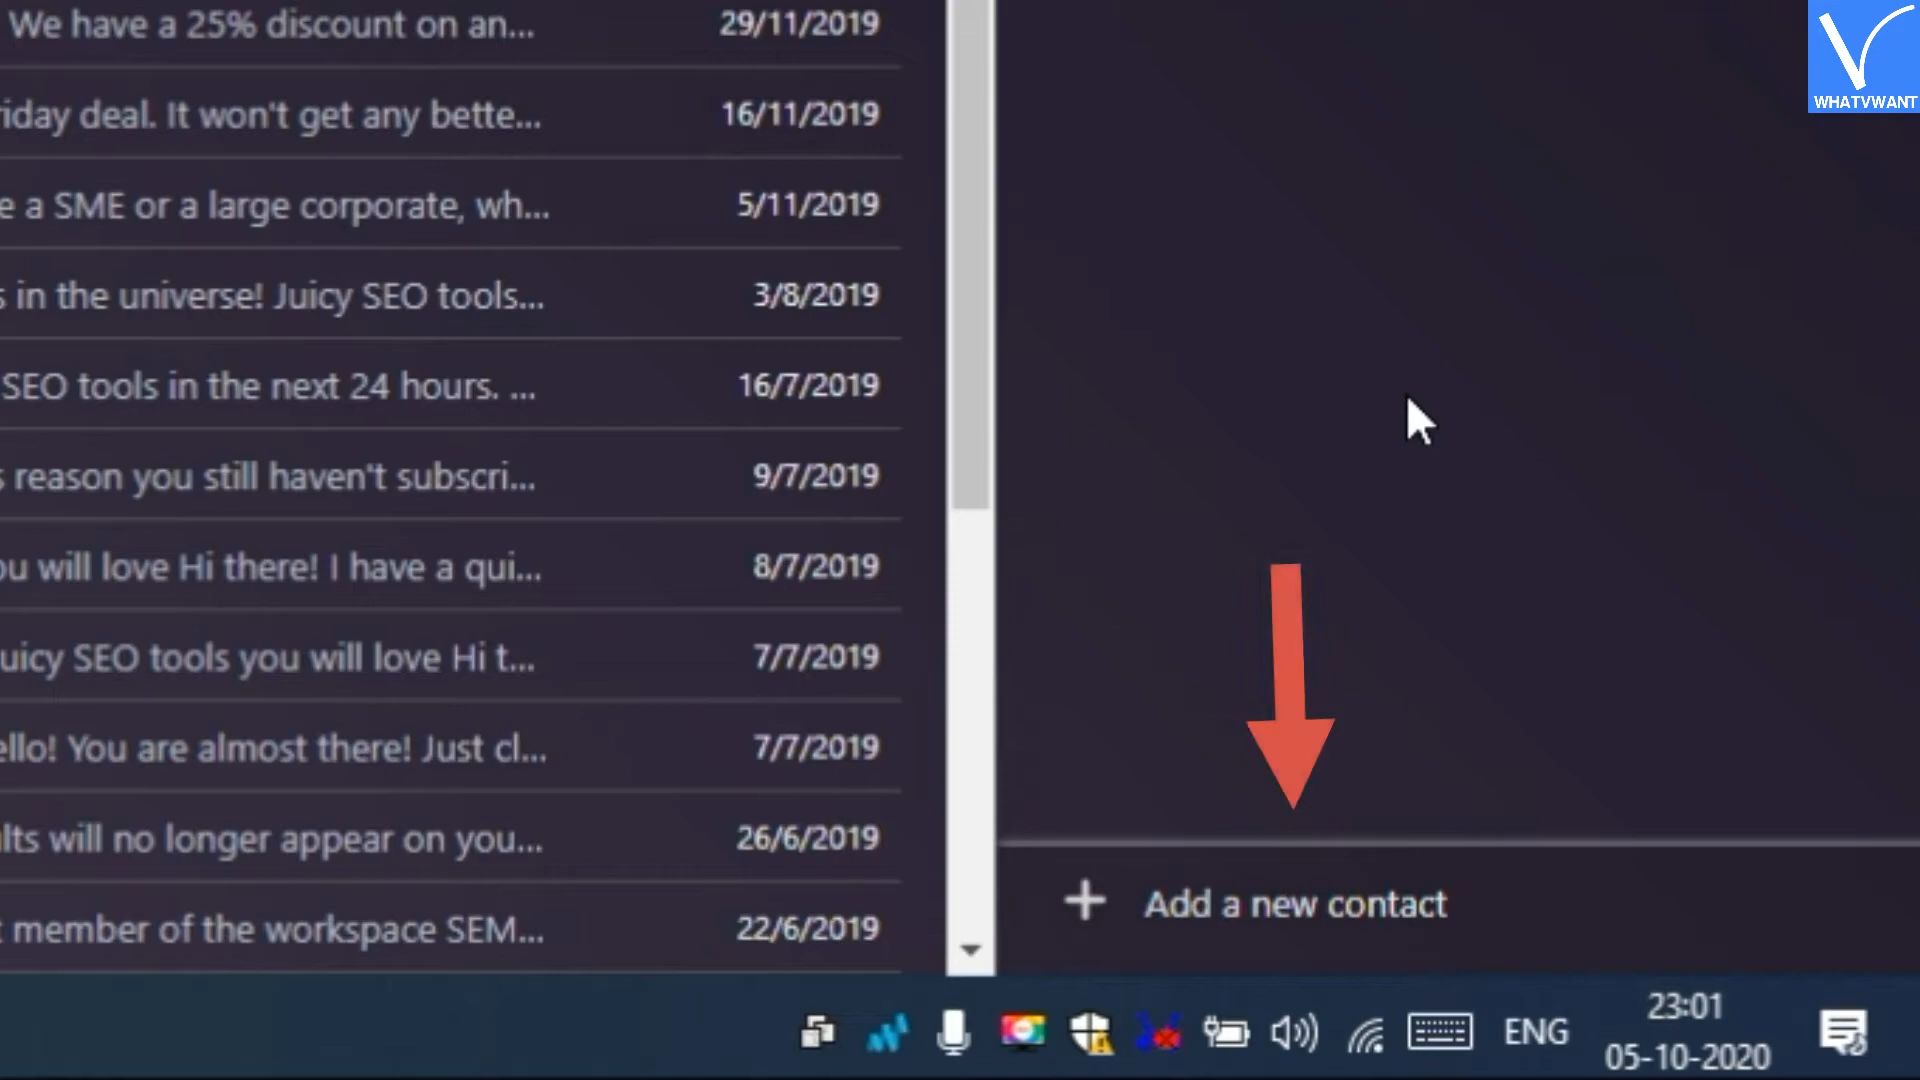 We have a 25% discount on an... 29/11/2019
riday deal. It won't get any bette... 16/11/2019
e a SME or a large corporate, wh... 5/11/2019
s in the universe! Juicy SEO tools... 3/8/2019
SEO tools in the next 24 hours. ... 16/7/2019
s reason you still haven't subscri... 9/7/2019
ou will love Hi there! I have a qui... 8/7/2019
uicy SEO tools you will love Hi t... 7/7/2019
ello! You are almost there! Just cl... 7/7/2019
ults will no longer appear on you... 26/6/2019
t member of the workspace SEM... 22/6/2019
WHATVWANT
Add a new contact
ENG
23:01
05-10-2020